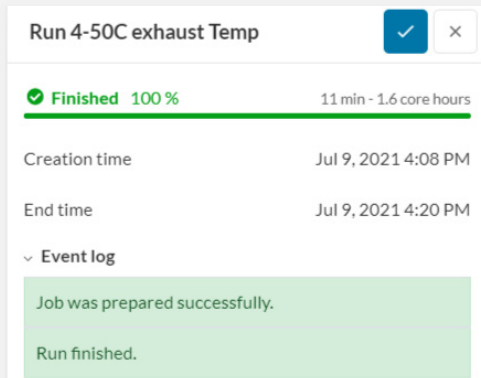 Run 4-50C exhaust Temp
Finished 100 % 11 min - 1.6 core hours
Creation time Jul 9, 2021 4:08 PM
End time Jul 9, 2021 4:20 PM
Event log
Job was prepared successfully.
Run finished.